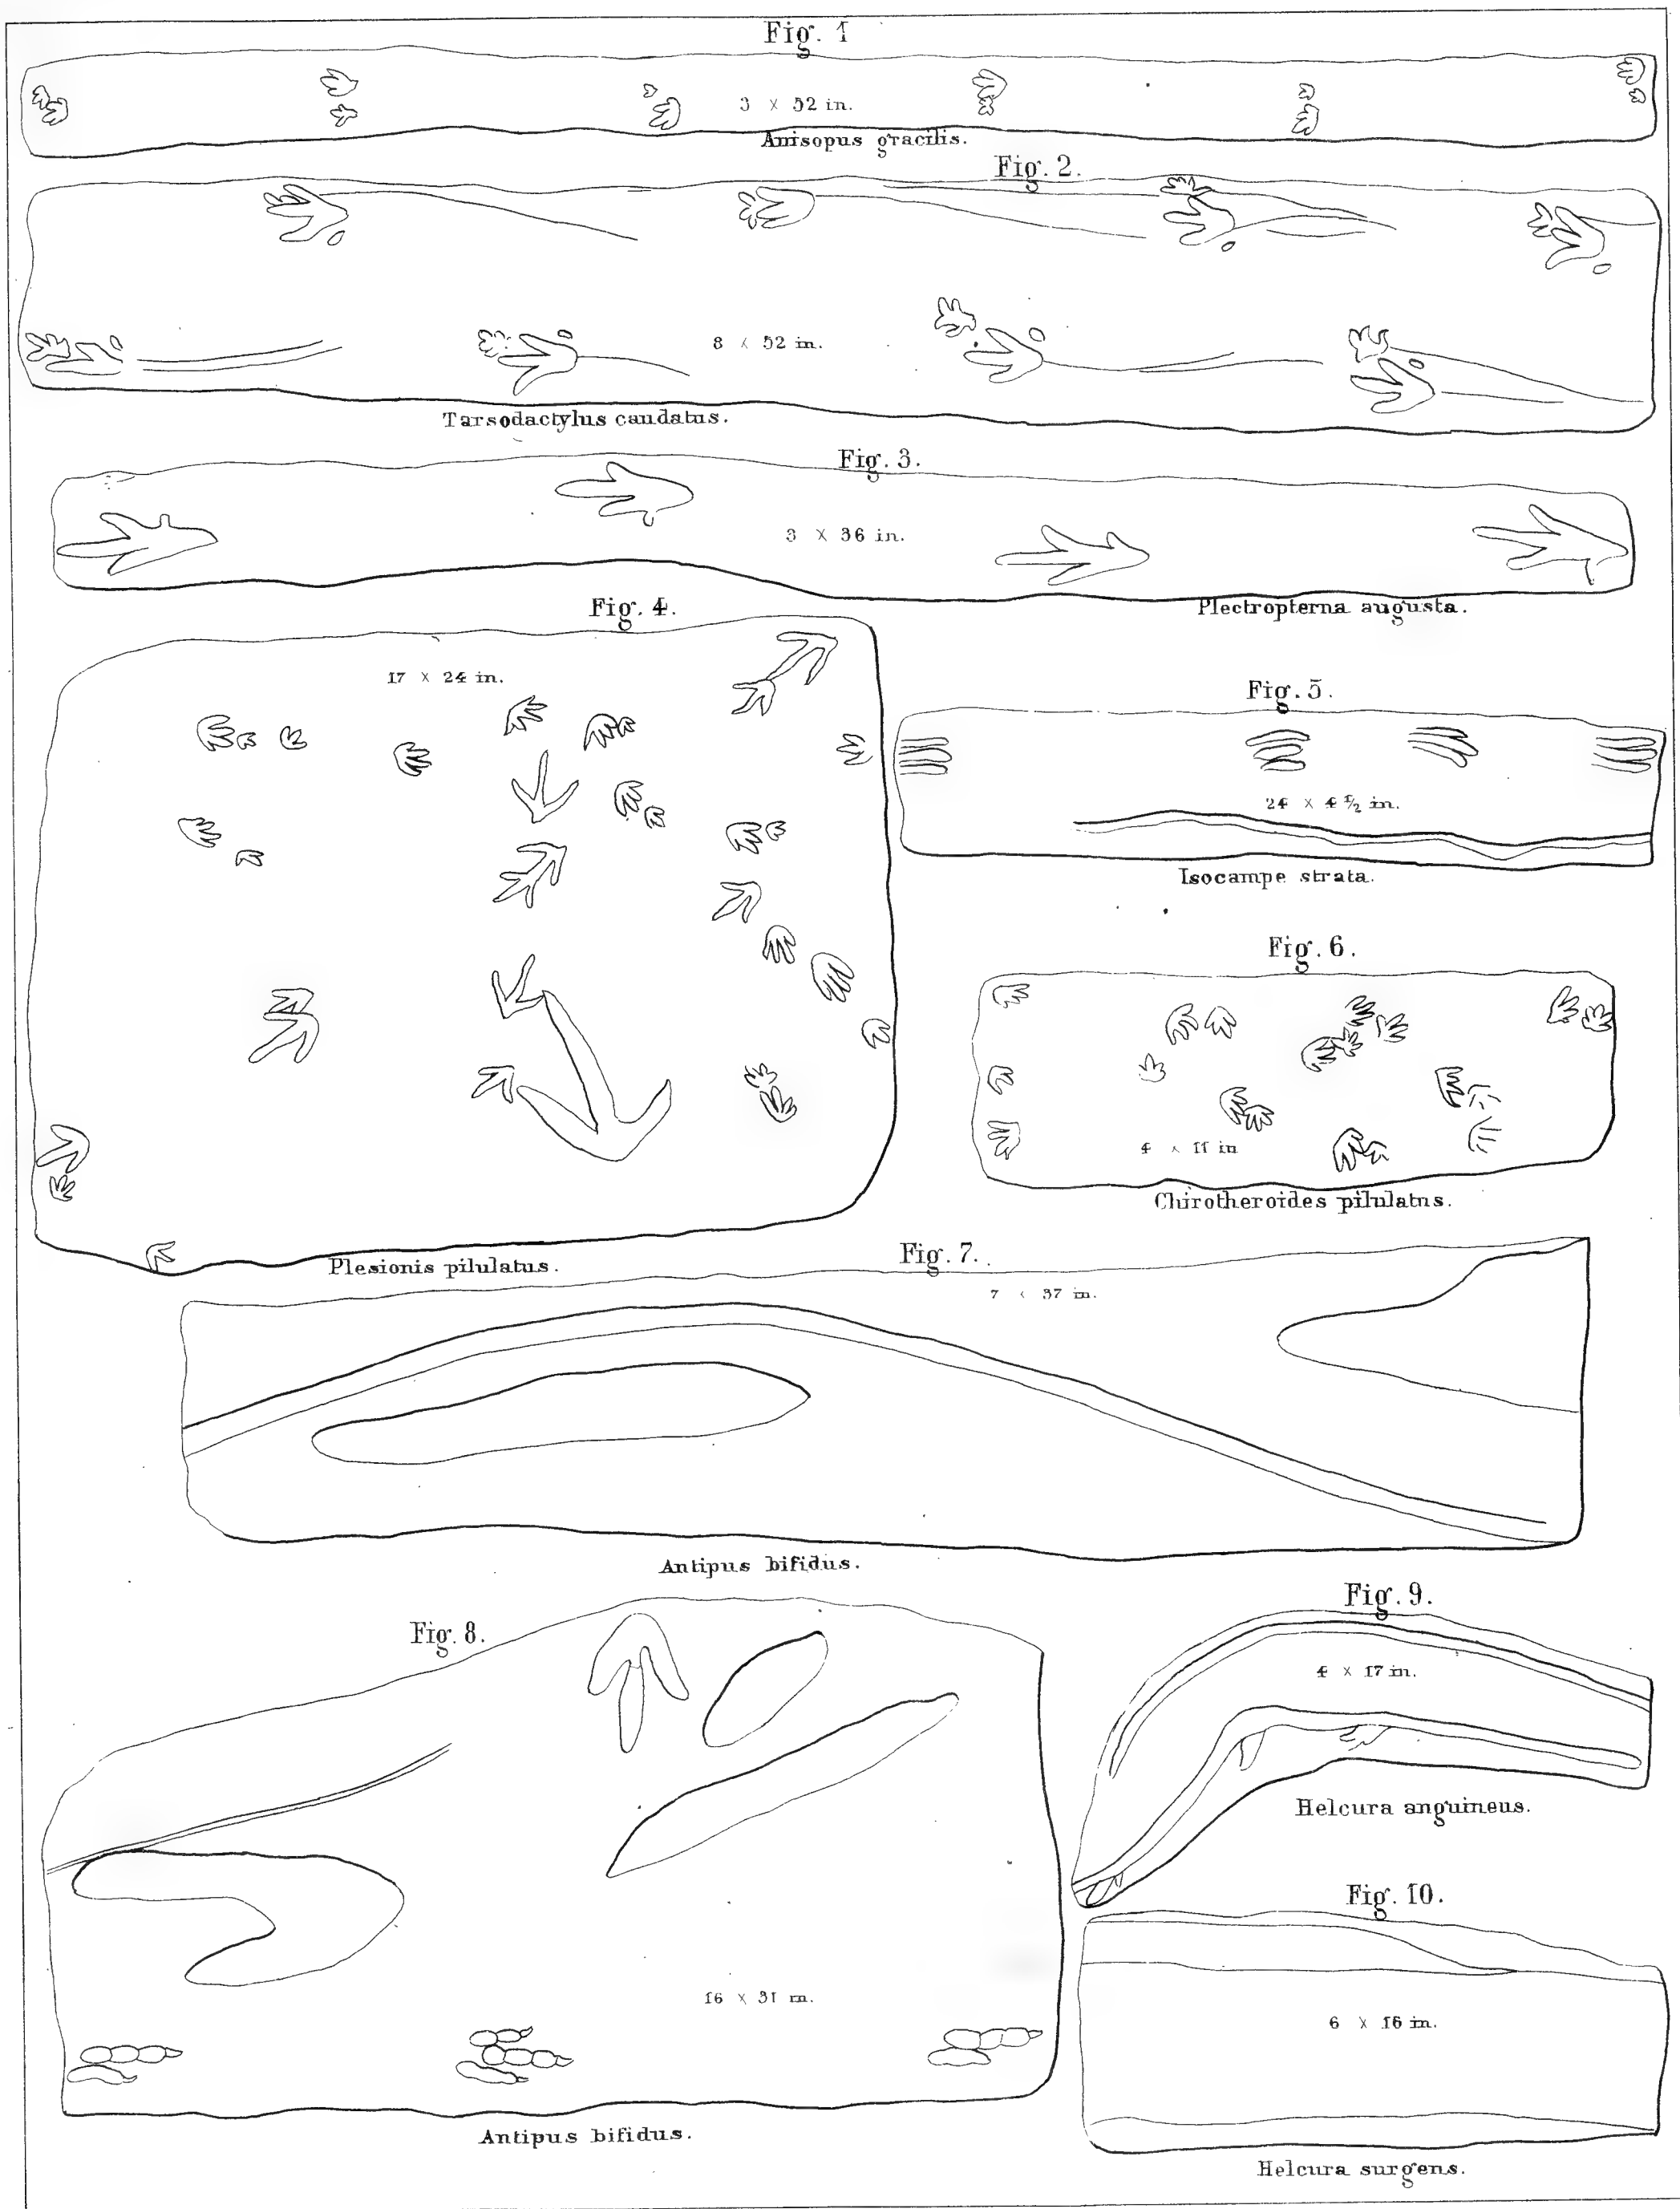 Fig. 1
3 × 52 in.
Anisopus gracilis.
Fig. 2.
8 × 52 in.
Tarsodactylus caudatus.
Fig. 3.
3 × 36 in.
Plectropterna augusta.
Fig. 4.
17 × 24 in.
Plesionis pilulatus.
Fig. 5.
24 × 4 1/2 in.
Isocampe strata.
Fig. 6.
4 × 11 in
Chirotheroides pilulatus.
Fig. 7.
7 × 37 in.
Antipus bifidus.
Fig. 8.
16 × 31 in.
Antipus bifidus.
Fig. 9.
4 × 17 in.
Helcura anguineus.
Fig. 10.
6 × 16 in.
Helcura surgens.